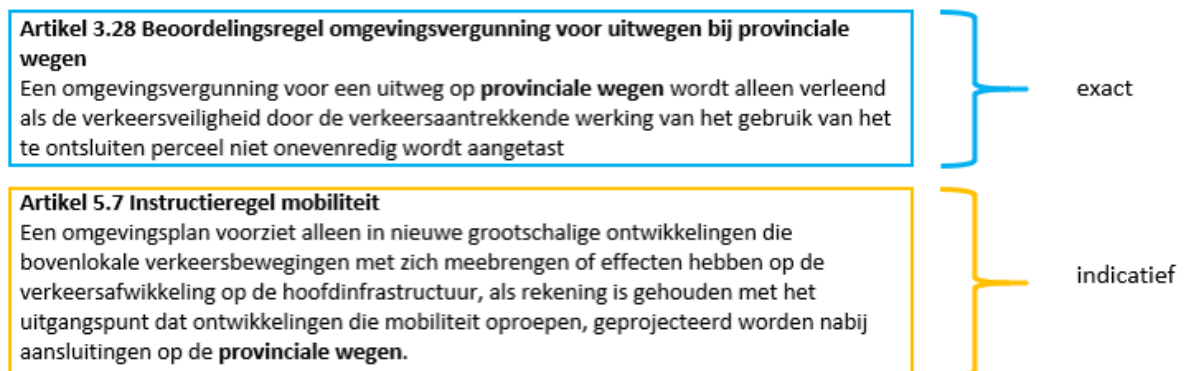 Artikel 3.28 Beoordelingsregel omgevingsvergunning voor uitwegen bij provinciale
wegen
Een omgevingsvergunning voor een uitweg op provinciale wegen wordt alleen verleend
als de verkeersveiligheid door de verkeersaantrekkende werking van het gebruik van het
te ontsluiten perceel niet onevenredig wordt aangetast
exact
Artikel 5.7 Instructieregel mobiliteit
Een omgevingsplan voorziet alleen in nieuwe grootschalige ontwikkelingen die
bovenlokale verkeersbewegingen met zich meebrengen of effecten hebben op de
verkeersafwikkeling op de hoofdinfrastructuur, als rekening is gehouden met het
uitgangspunt dat ontwikkelingen die mobiliteit oproepen, geprojecteerd worden nabij
aansluitingen op de provinciale wegen.
indicatief